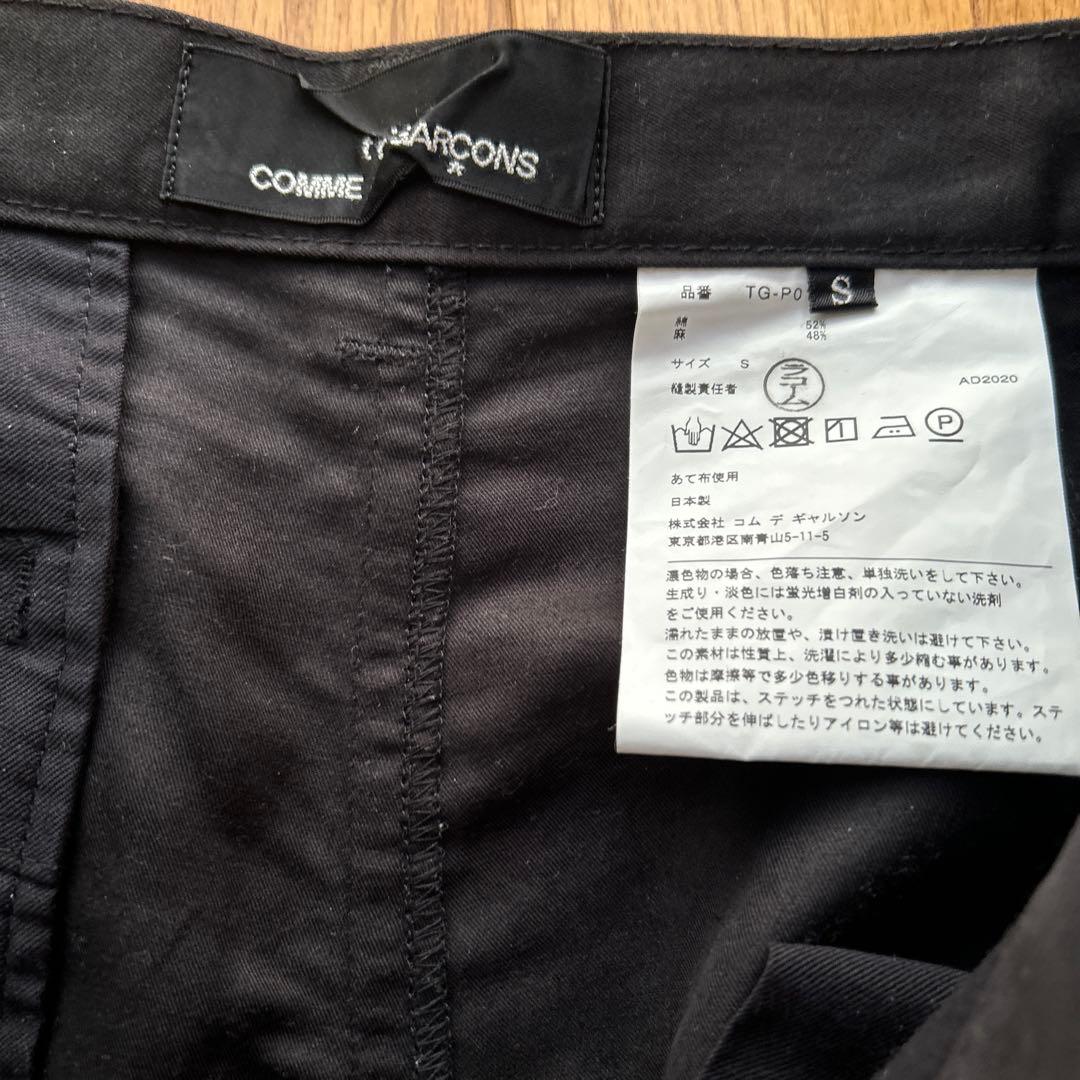 GARCONS
COMME
*
品番 TG-P0
S
綿 52%
麻 48%
サイズ S
縫製責任者 ラコーム
AD2020
P
あて布使用
日本製
株式会社 コム デ ギャルソン
東京都港区南青山5-11-5
濃色物の場合、色落ち注意、単独洗いをして下さい。
生成り・淡色には蛍光増白剤の入っていない洗剤
をご使用ください。
濡れたままの放置や、漬け置き洗いは避けて下さい。
この素材は性質上、洗濯により多少縮む事があります。
色物は摩擦等で多少色移りする事があります。
この製品は、ステッチをつれた状態にしています。ステ
ッチ部分を伸ばしたりアイロン等は避けてください。